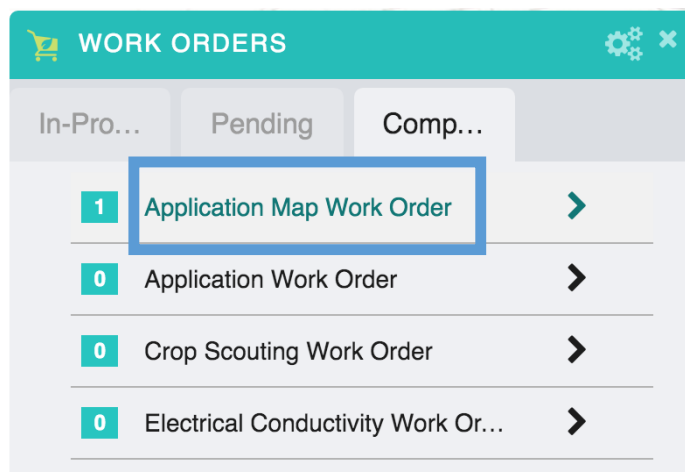 WORK ORDERS
In-Pro... Pending Comp...
1 Application Map Work Order
0 Application Work Order
0 Crop Scouting Work Order
0 Electrical Conductivity Work Or...